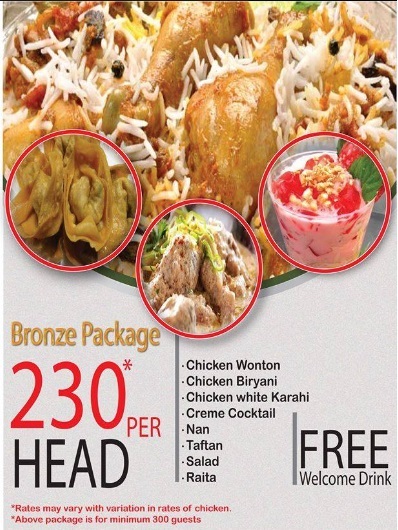 Bronze Package
230*
PER
HEAD
· Chicken Wonton
· Chicken Biryani
· Chicken white Karahi
· Creme Cocktail
· Nan
· Taftan
· Salad
· Raita
FREE
Welcome Drink
*Rates may vary with variation in rates of chicken.
*Above package is for minimum 300 guests